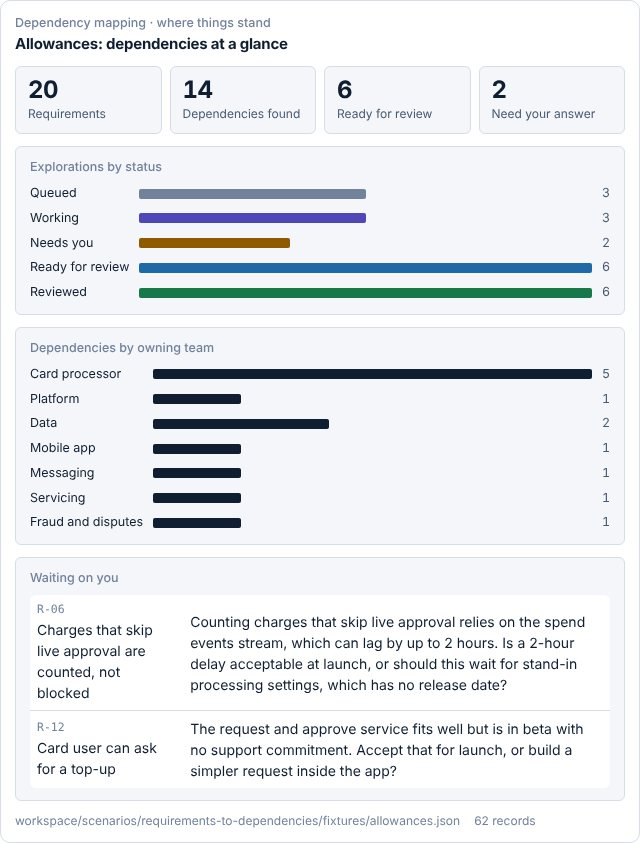 Dependency mapping · where things stand
Allowances: dependencies at a glance
20
Requirements
14
Dependencies found
6
Ready for review
2
Need your answer
Explorations by status
Queued 3
Working 3
Needs you 2
Ready for review 6
Reviewed 6
Dependencies by owning team
Card processor 5
Platform 1
Data 2
Mobile app 1
Messaging 1
Servicing 1
Fraud and disputes 1
Waiting on you
R-06
Charges that skip
live approval are
counted, not
blocked
Counting charges that skip live approval relies on the spend
events stream, which can lag by up to 2 hours. Is a 2-hour
delay acceptable at launch, or should this wait for stand-in
processing settings, which has no release date?
R-12
Card user can ask
for a top-up
The request and approve service fits well but is in beta with
no support commitment. Accept that for launch, or build a
simpler request inside the app?
workspace/scenarios/requirements-to-dependencies/fixtures/allowances.json 62 records